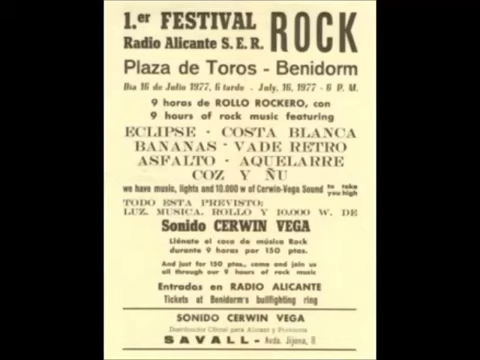 1.er FESTIVAL ROCK
Radio Alicante S. E. R.
Plaza de Toros - Benidorm
Dia 16 de Julio 1977, 6 tarde - July, 16, 1977 - 6 P. M.
9 horas de ROLLO ROCKERO, con
9 hours of rock music featuring
ECLIPSE - COSTA BLANCA
BANANAS - VADE RETRO
ASFALTO - AQUELARRE
COZ Y ÑU
we have music, lights and 10.000 w of Cerwin-Vega Sound to take you high
TODO ESTA PREVISTO:
LUZ, MUSICA, ROLLO Y 10.000 W. DE
Sonido CERWIN VEGA
Llénate el coco de música Rock
durante 9 horas por 150 ptas.
And just for 150 ptas., come and join us
all through our 9 hours of rock music
Entradas en RADIO ALICANTE
Tickets at Benidorm's bullfighting ring
SONIDO CERWIN VEGA
Distribuidor Oficial para Alicante y Provincia
SAVALL - Avda. Jijona, 8